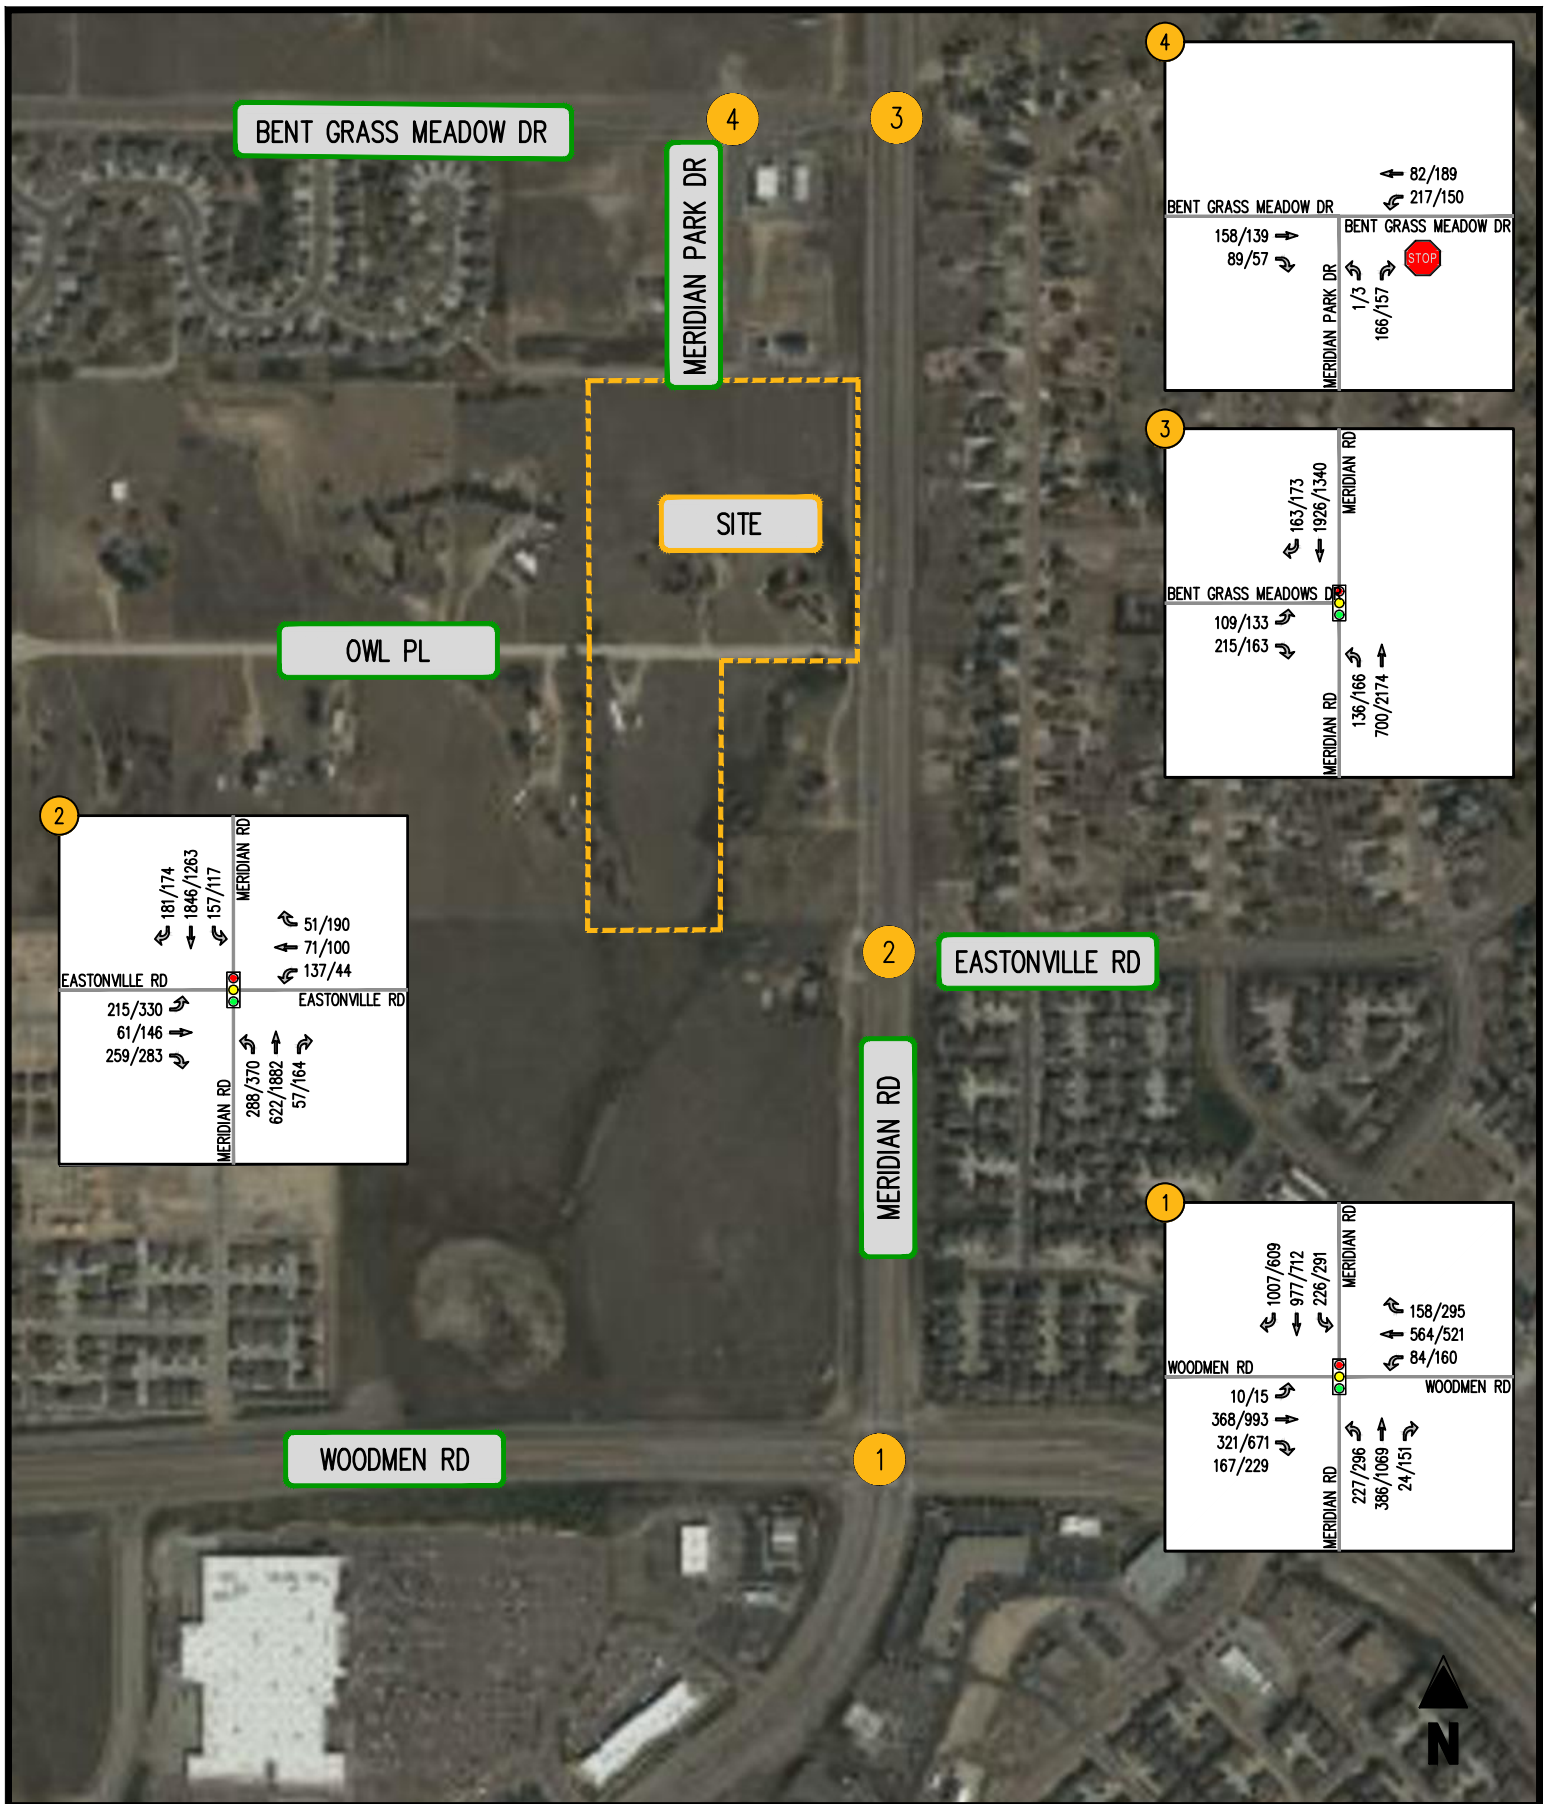 4
BENT GRASS MEADOW DR
4
3
MERIDIAN PARK DR
82/189
217/150
BENT GRASS MEADOW DR
BENT GRASS MEADOW DR
158/139
89/57
STOP
MERIDIAN PARK DR
1/3
166/157
3
MERIDIAN RD
163/173
1926/1340
BENT GRASS MEADOWS DR
109/133
215/163
MERIDIAN RD
136/166
700/2174
SITE
OWL PL
2
MERIDIAN RD
181/174
1846/1263
157/117
51/190
71/100
137/44
EASTONVILLE RD
EASTONVILLE RD
215/330
61/146
259/283
MERIDIAN RD
288/370
622/1882
57/164
2
EASTONVILLE RD
MERIDIAN RD
1
MERIDIAN RD
1007/609
977/712
226/291
158/295
564/521
84/160
WOODMEN RD
WOODMEN RD
10/15
368/993
321/671
167/229
MERIDIAN RD
227/296
386/1069
24/151
WOODMEN RD
1
N